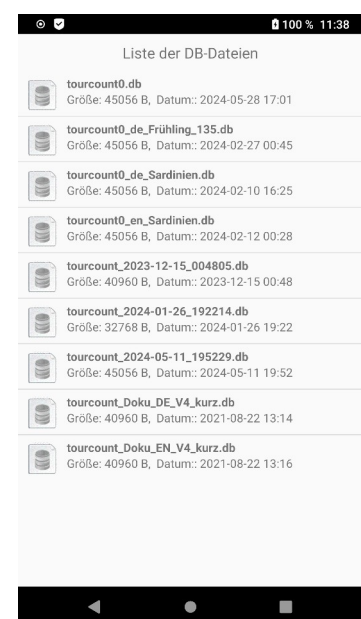 100 % 11:38
Liste der DB-Dateien
tourcount0.db
Größe: 45056 B, Datum:: 2024-05-28 17:01
tourcount0_de_Frühling_135.db
Größe: 45056 B, Datum:: 2024-02-27 00:45
tourcount0_de_Sardinien.db
Größe: 45056 B, Datum:: 2024-02-10 16:25
tourcount0_en_Sardinien.db
Größe: 45056 B, Datum:: 2024-02-12 00:28
tourcount_2023-12-15_004805.db
Größe: 40960 B, Datum:: 2023-12-15 00:48
tourcount_2024-01-26_192214.db
Größe: 32768 B, Datum:: 2024-01-26 19:22
tourcount_2024-05-11_195229.db
Größe: 45056 B, Datum:: 2024-05-11 19:52
tourcount_Doku_DE_V4_kurz.db
Größe: 40960 B, Datum:: 2021-08-22 13:14
tourcount_Doku_EN_V4_kurz.db
Größe: 40960 B, Datum:: 2021-08-22 13:16